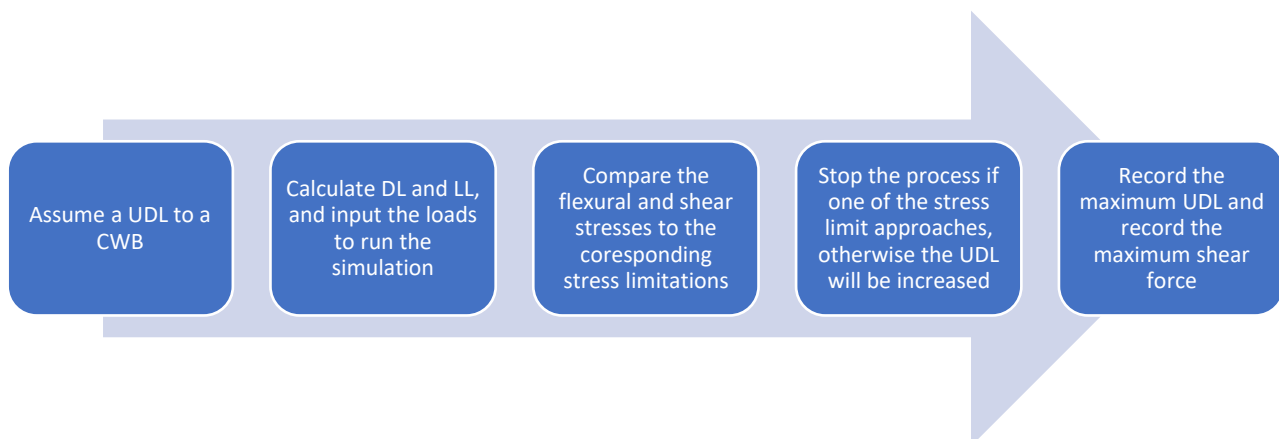 Assume a UDL to a
CWB
Calculate DL and LL,
and input the loads
to run the
simulation
Compare the
flexural and shear
stresses to the
coresponding
stress limitations
Stop the process if
one of the stress
limit approaches,
otherwise the UDL
will be increased
Record the
maximum UDL and
record the
maximum shear
force